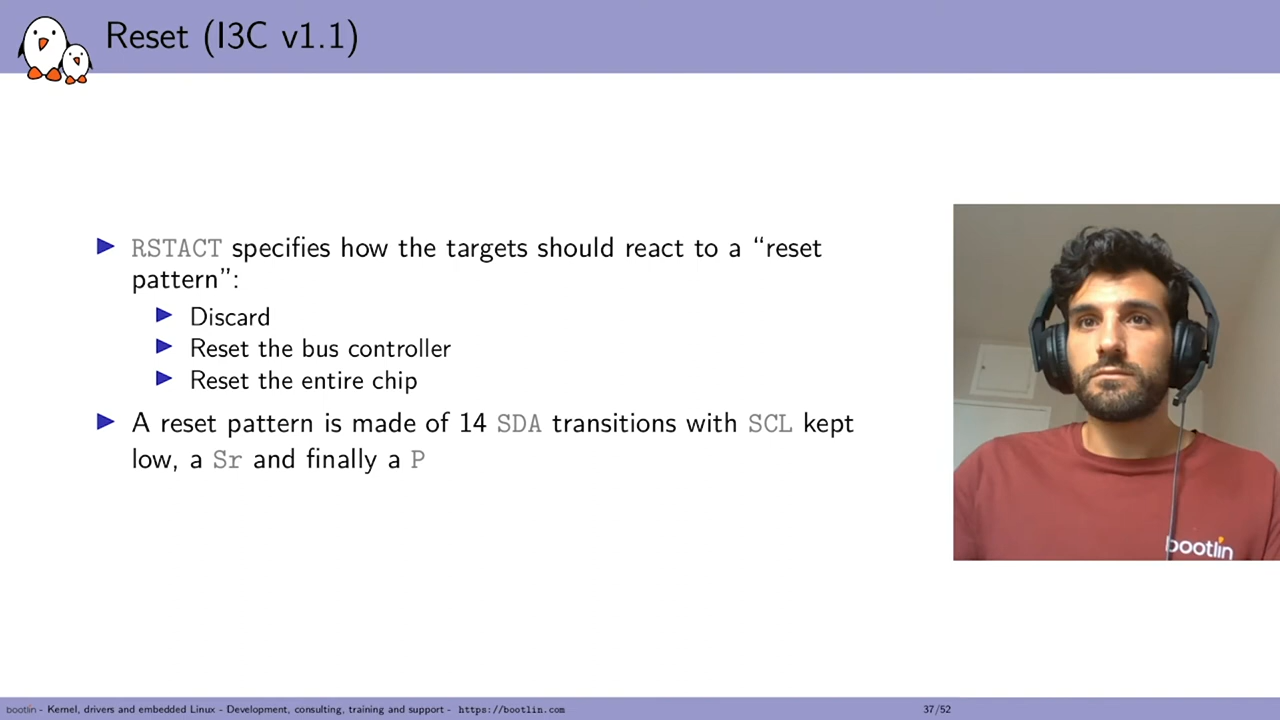 Reset (I3C v1.1)
▶ RSTACT specifies how the targets should react to a “reset
pattern”:
▶ Discard
▶ Reset the bus controller
▶ Reset the entire chip
▶ A reset pattern is made of 14 SDA transitions with SCL kept
low, a Sr and finally a P
bootlin
bootlin - Kernel, drivers and embedded Linux - Development, consulting, training and support - https://bootlin.com
37/52